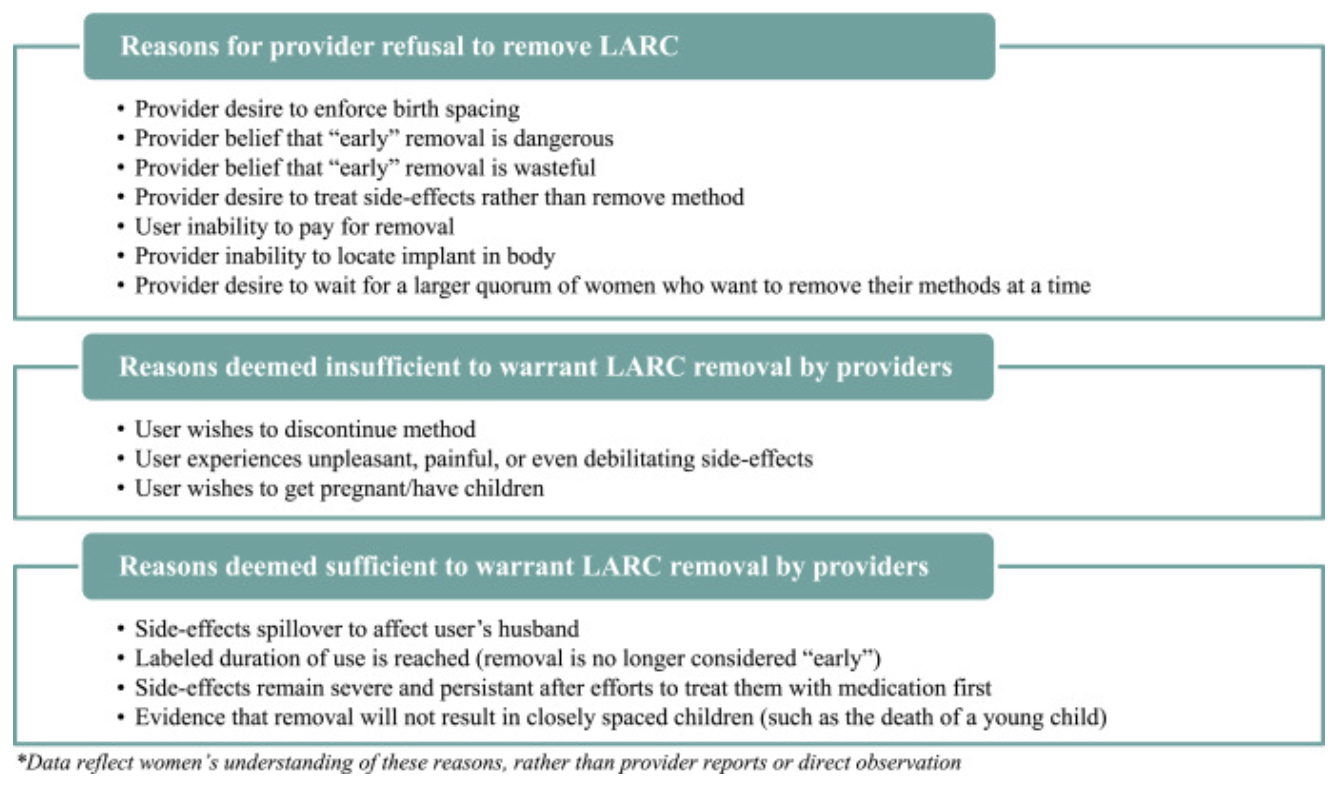 Reasons for provider refusal to remove LARC
• Provider desire to enforce birth spacing
• Provider belief that “early” removal is dangerous
• Provider belief that “early” removal is wasteful
• Provider desire to treat side-effects rather than remove method
• User inability to pay for removal
• Provider inability to locate implant in body
• Provider desire to wait for a larger quorum of women who want to remove their methods at a time
Reasons deemed insufficient to warrant LARC removal by providers
• User wishes to discontinue method
• User experiences unpleasant, painful, or even debilitating side-effects
• User wishes to get pregnant/have children
Reasons deemed sufficient to warrant LARC removal by providers
• Side-effects spillover to affect user’s husband
• Labeled duration of use is reached (removal is no longer considered “early”)
• Side-effects remain severe and persistant after efforts to treat them with medication first
• Evidence that removal will not result in closely spaced children (such as the death of a young child)
*Data reflect women’s understanding of these reasons, rather than provider reports or direct observation